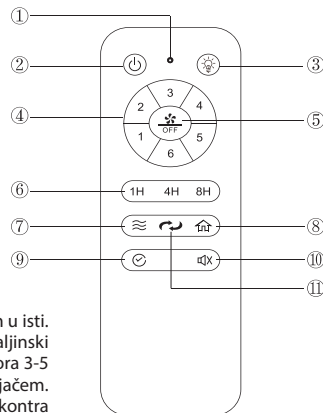 ①
② ③
3
④ 2 4
⑤
OFF
1 5
6
⑥ 1H 4H 8H
⑦ ⑧
⑨ ⑩
⑪
n u isti.
aljinski
ora 3-5
jačem.
kontra